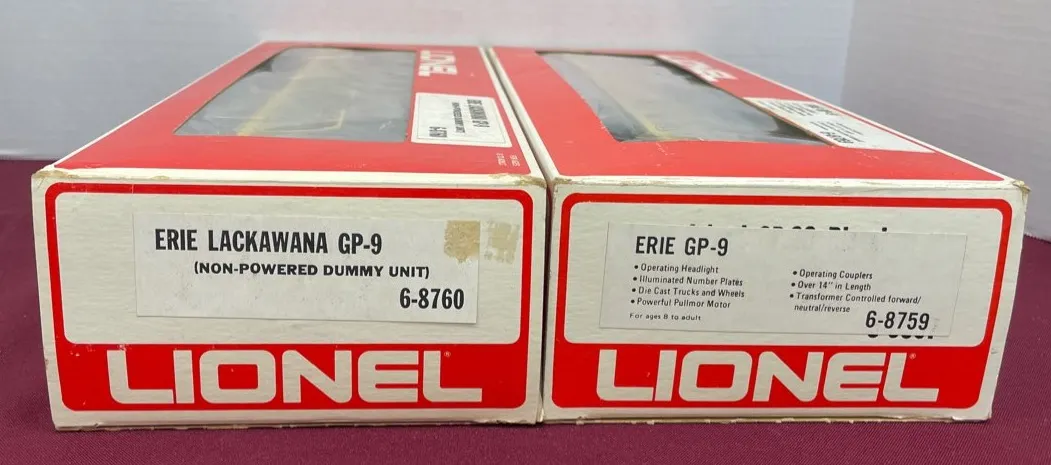 LIONEL
LIONEL
ERIE LACKAWANA GP-9
(NON-POWERED DUMMY UNIT)
6-8760
LIONEL
ERIE GP-9
• Operating Headlight
• Illuminated Number Plates
• Die Cast Trucks and Wheels
• Powerful Pullmor Motor
For ages 8 to adult
• Operating Couplers
• Over 14" in Length
• Transformer Controlled forward/
neutral/reverse
6-8759
LIONEL